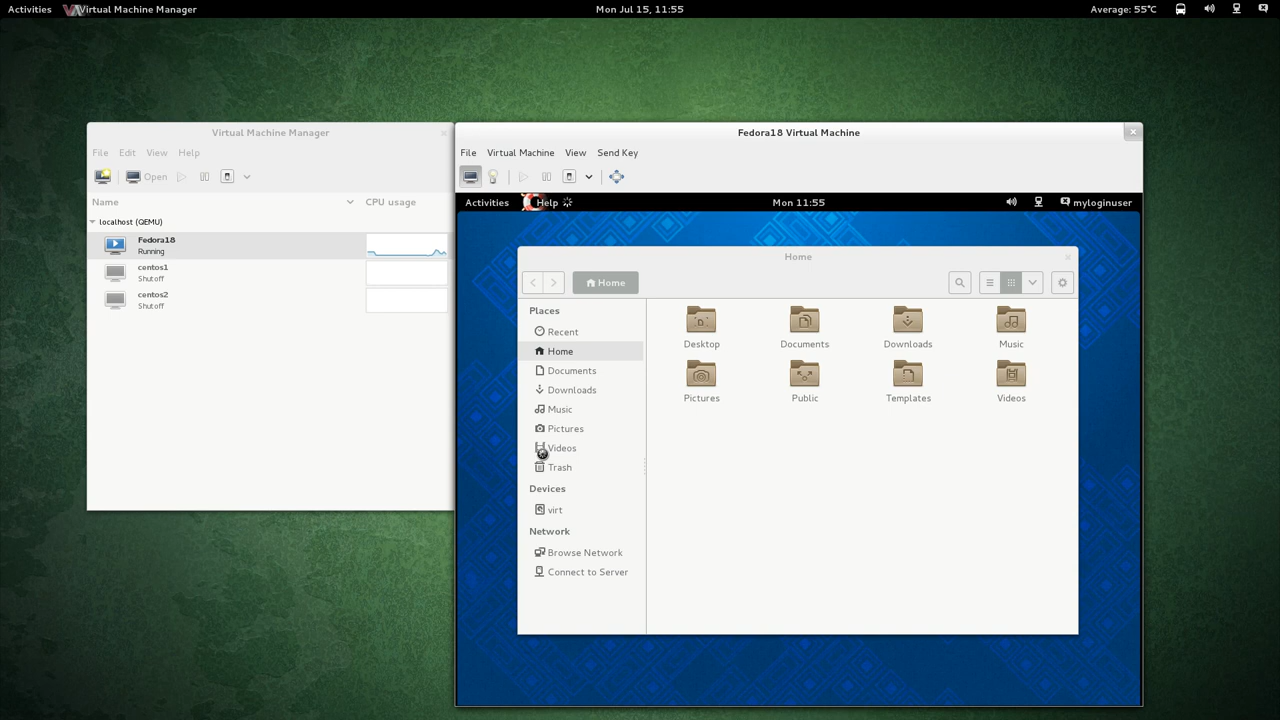 Activities Virtual Machine Manager Mon Jul 15, 11:55 Average: 55°C
Virtual Machine Manager
File Edit View Help
Open
Name CPU usage
localhost (QEMU)
Fedora18
Running
centos1
Shutoff
centos2
Shutoff
Fedora18 Virtual Machine
File Virtual Machine View Send Key
Activities Help Mon 11:55 myloginuser
Home
Home
Places
Recent
Home
Documents
Downloads
Music
Pictures
Videos
Trash
Devices
virt
Network
Browse Network
Connect to Server
Desktop Documents Downloads Music
Pictures Public Templates Videos